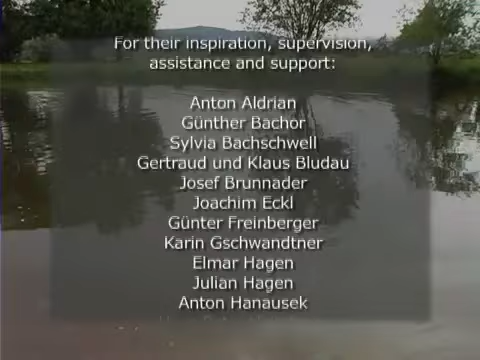 For their inspiration, supervision,
assistance and support:
Anton Aldrian
Günther Bachor
Sylvia Bachschwell
Gertraud und Klaus Bludau
Josef Brunnader
Joachim Eckl
Günter Freinberger
Karin Gschwandtner
Elmar Hagen
Julian Hagen
Anton Hanausek